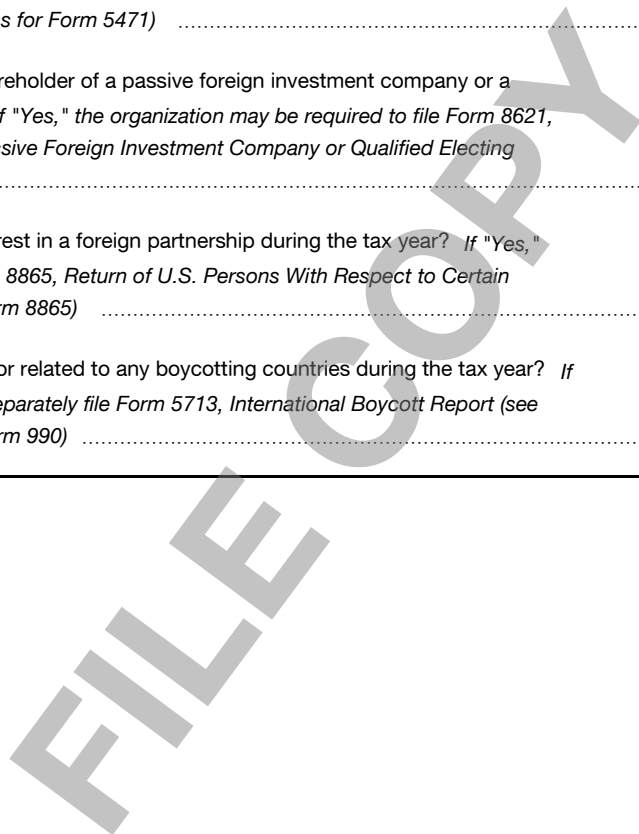 s for Form 5471) ........................................................................
reholder of a passive foreign investment company or a
f "Yes," the organization may be required to file Form 8621,
ssive Foreign Investment Company or Qualified Electing
........................................................................
rest in a foreign partnership during the tax year? If "Yes,"
8865, Return of U.S. Persons With Respect to Certain
rm 8865) ........................................................................
or related to any boycotting countries during the tax year? If
eparately file Form 5713, International Boycott Report (see
rm 990) ........................................................................
FILE COPY